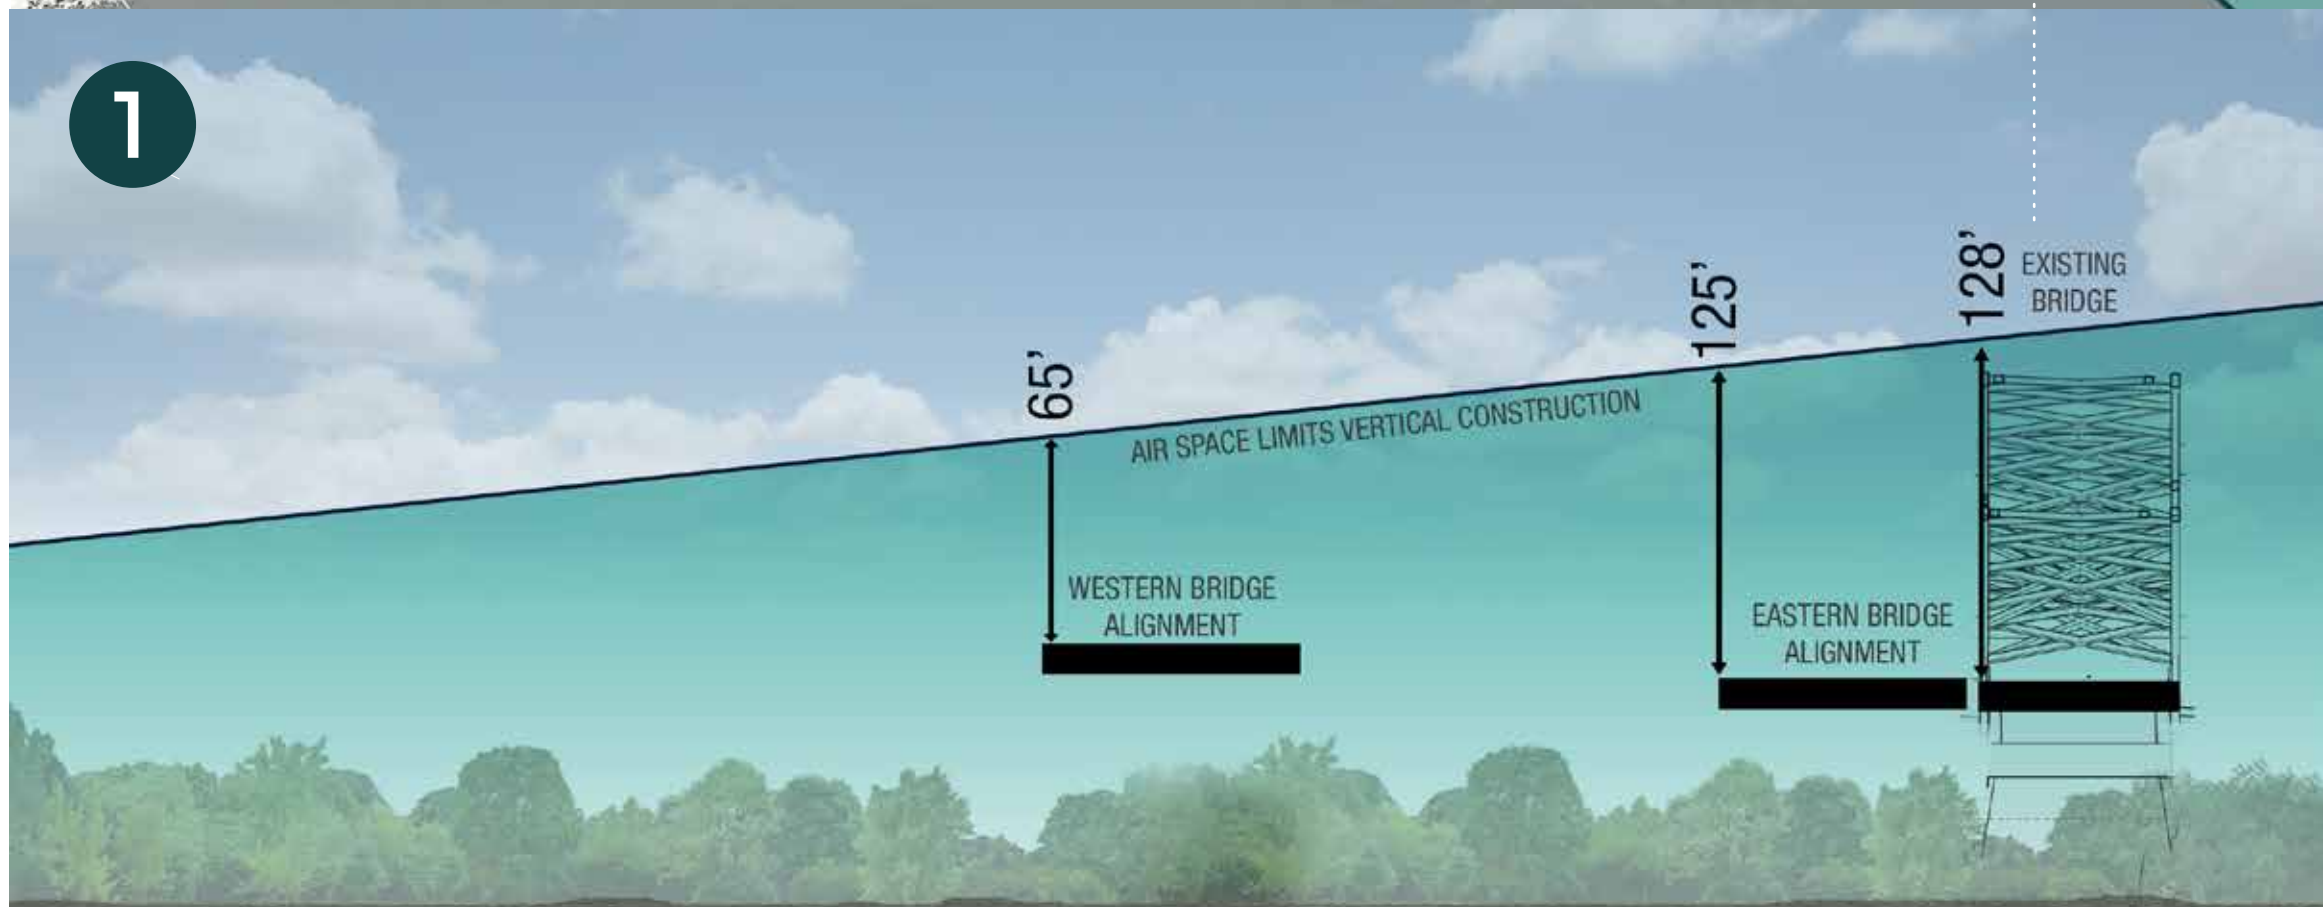 1
65’
125’
128’
EXISTING
BRIDGE
AIR SPACE LIMITS VERTICAL CONSTRUCTION
WESTERN BRIDGE
ALIGNMENT
EASTERN BRIDGE
ALIGNMENT